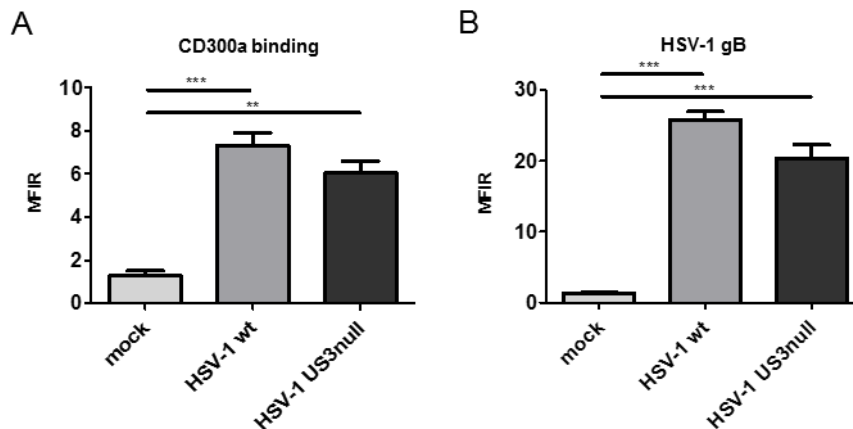 A
CD300a binding
***
**
10
8
6
4
2
0
MFIR
mock
HSV-1 wt
HSV-1 US3null
B
HSV-1 gB
***
***
30
20
10
0
MFIR
mock
HSV-1 wt
HSV-1 US3null